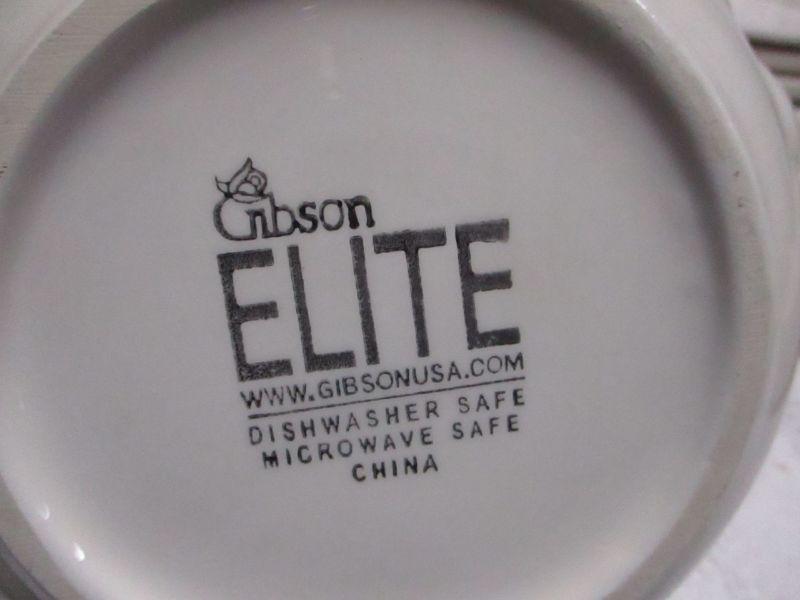 Gibson
ELITE
WWW.GIBSONUSA.COM
DISHWASHER SAFE
MICROWAVE SAFE
CHINA